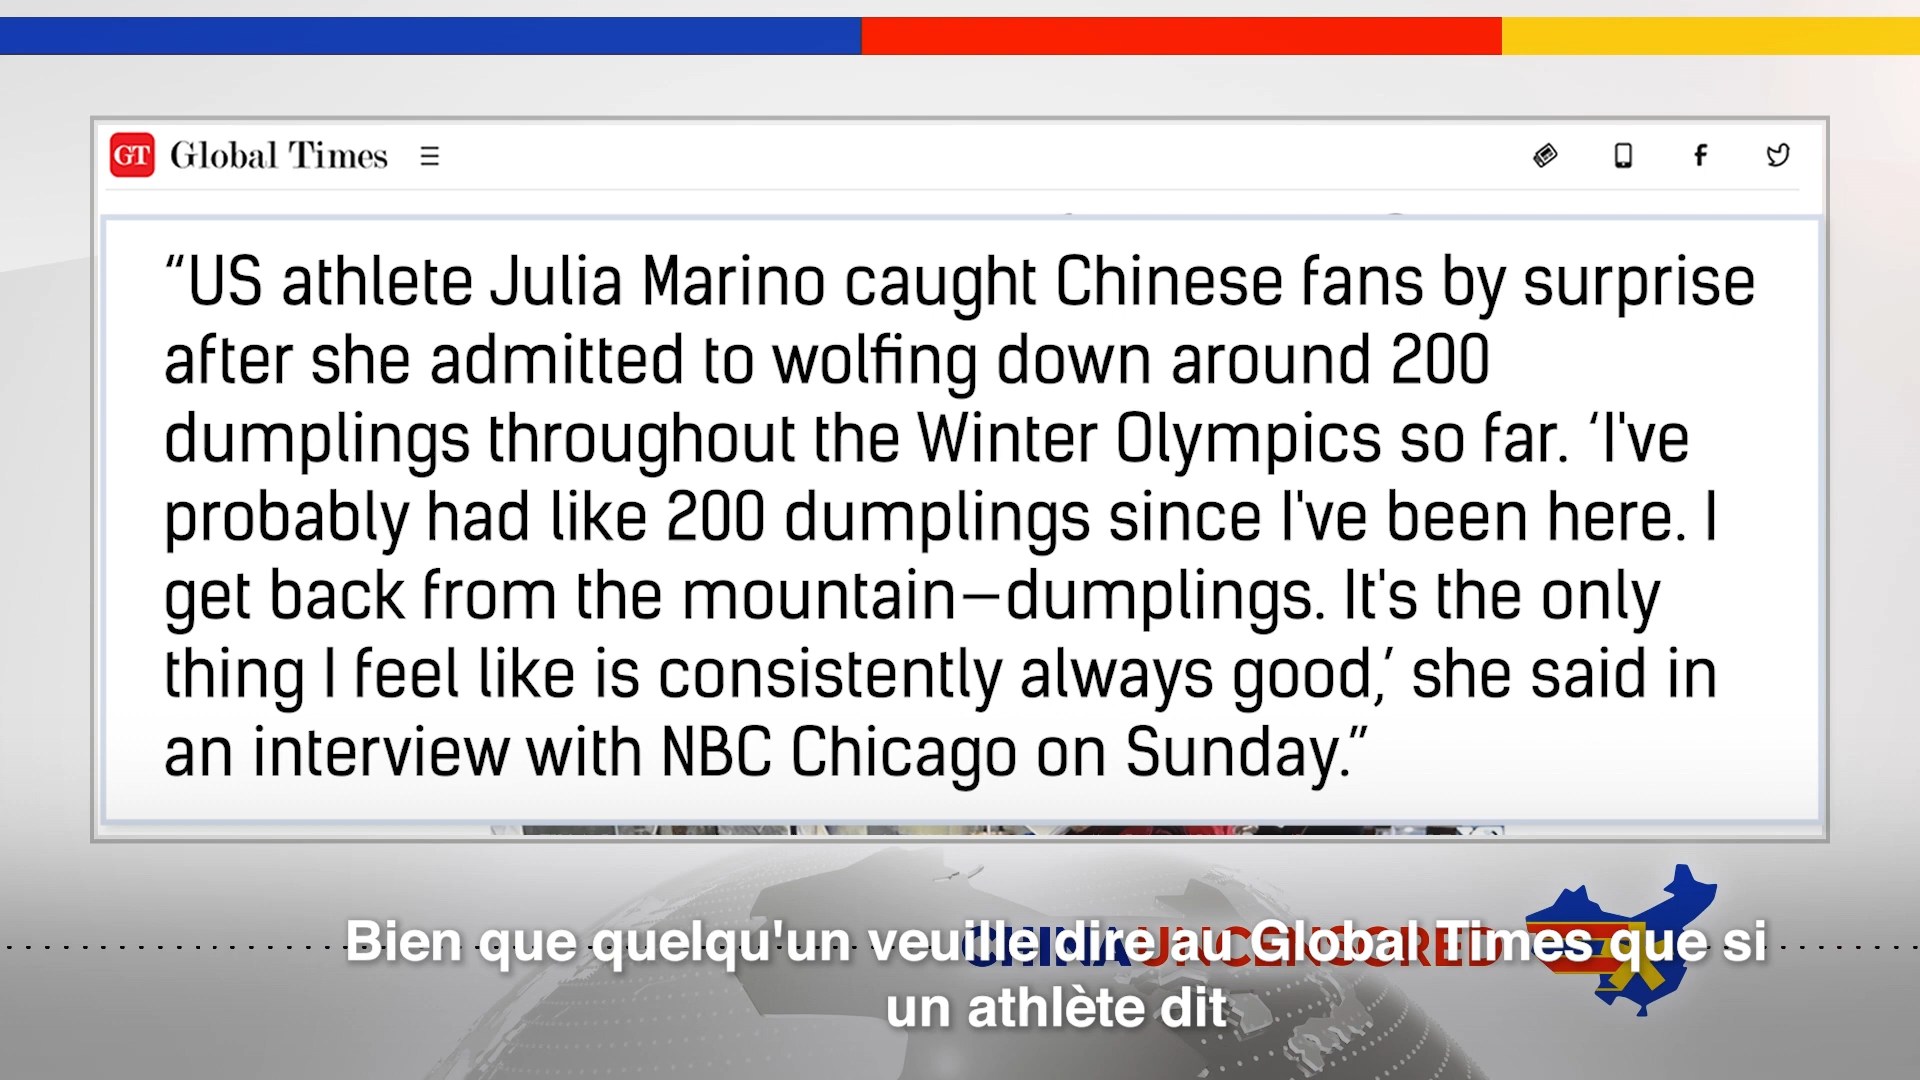 GT Global Times
“US athlete Julia Marino caught Chinese fans by surprise
after she admitted to wolfing down around 200
dumplings throughout the Winter Olympics so far. ‘I've
probably had like 200 dumplings since I've been here. I
get back from the mountain—dumplings. It's the only
thing I feel like is consistently always good,’ she said in
an interview with NBC Chicago on Sunday.”
CHINA UNCENSORED
Bien que quelqu'un veuille dire au Global Times que si
un athlète dit